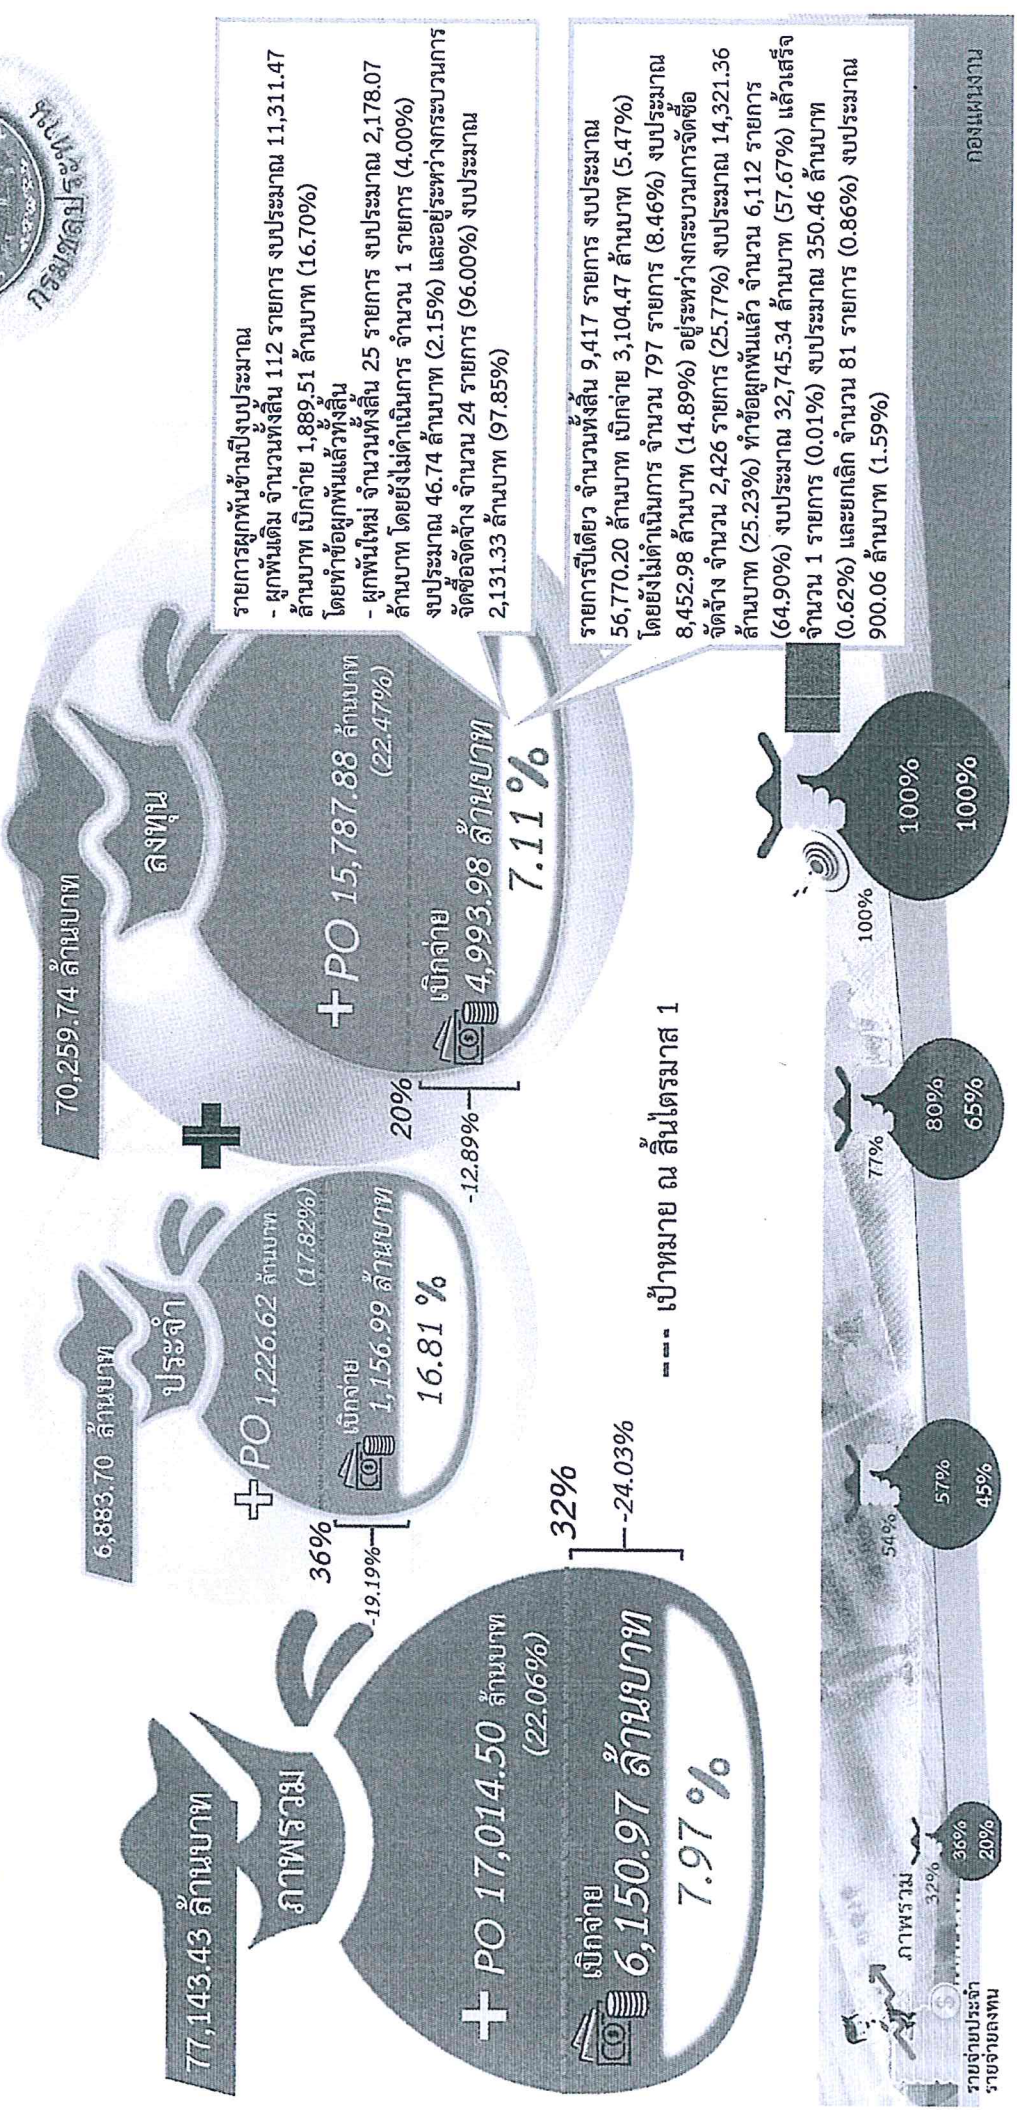 กรมชลประทาน
77,143.43 ล้านบาท
ภาพรวม
+ PO 17,014.50 ล้านบาท
(22.06%)
เบิกจ่าย
6,150.97 ล้านบาท
7.97 %
32%
-24.03%
6,883.70 ล้านบาท
ประจำ
+ PO 1,226.62 ล้านบาท
(17.82%)
เบิกจ่าย
1,156.99 ล้านบาท
16.81 %
36%
-19.19%
70,259.74 ล้านบาท
ลงทุน
+ PO 15,787.88 ล้านบาท
(22.47%)
เบิกจ่าย
4,993.98 ล้านบาท
7.11 %
20%
-12.89%
--- เป้าหมาย ณ สิ้นไตรมาส 1
รายการผูกพันข้ามปีงบประมาณ
- ผูกพันเดิม จำนวนทั้งสิ้น 112 รายการ งบประมาณ 11,311.47
ล้านบาท เบิกจ่าย 1,889.51 ล้านบาท (16.70%)
โดยทำข้อผูกพันแล้วทั้งสิ้น
- ผูกพันใหม่ จำนวนทั้งสิ้น 25 รายการ งบประมาณ 2,178.07
ล้านบาท โดยยังไม่ดำเนินการ จำนวน 1 รายการ (4.00%)
งบประมาณ 46.74 ล้านบาท (2.15%) และอยู่ระหว่างกระบวนการ
จัดซื้อจัดจ้าง จำนวน 24 รายการ (96.00%) งบประมาณ
2,131.33 ล้านบาท (97.85%)
รายการปีเดียว จำนวนทั้งสิ้น 9,417 รายการ งบประมาณ
56,770.20 ล้านบาท เบิกจ่าย 3,104.47 ล้านบาท (5.47%)
โดยยังไม่ดำเนินการ จำนวน 797 รายการ (8.46%) งบประมาณ
8,452.98 ล้านบาท (14.89%) อยู่ระหว่างกระบวนการจัดซื้อ
จัดจ้าง จำนวน 2,426 รายการ (25.77%) งบประมาณ 14,321.36
ล้านบาท (25.23%) ทำข้อผูกพันแล้ว จำนวน 6,112 รายการ
(64.90%) งบประมาณ 32,745.34 ล้านบาท (57.67%) แล้วเสร็จ
จำนวน 1 รายการ (0.01%) งบประมาณ 350.46 ล้านบาท
(0.62%) และยกเลิก จำนวน 81 รายการ (0.86%) งบประมาณ
900.06 ล้านบาท (1.59%)
ภาพรวม
32%
54%
77%
100%
รายจ่ายประจำ
36%
57%
80%
100%
รายจ่ายลงทุน
20%
45%
65%
100%
กองแผนงาน